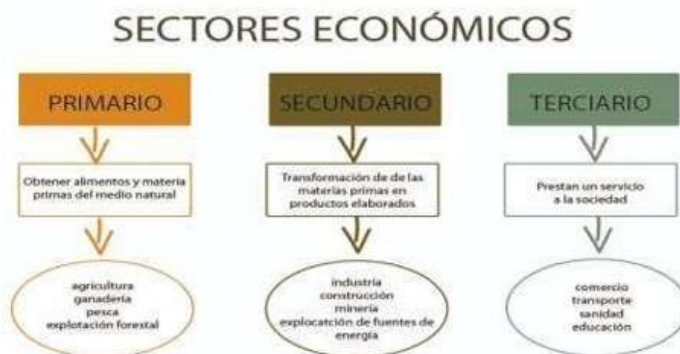 SECTORES ECONÓMICOS
PRIMARIO
Obtener alimentos y materia
primas del medio natural
agricultura
ganadería
pesca
explotación forestal
SECUNDARIO
Transformación de de las
materias primas en
productos elaborados
industria
construcción
minería
explocatción de fuentes de
energía
TERCIARIO
Prestan un servicio
a la sociedad
comercio
transporte
sanidad
educación